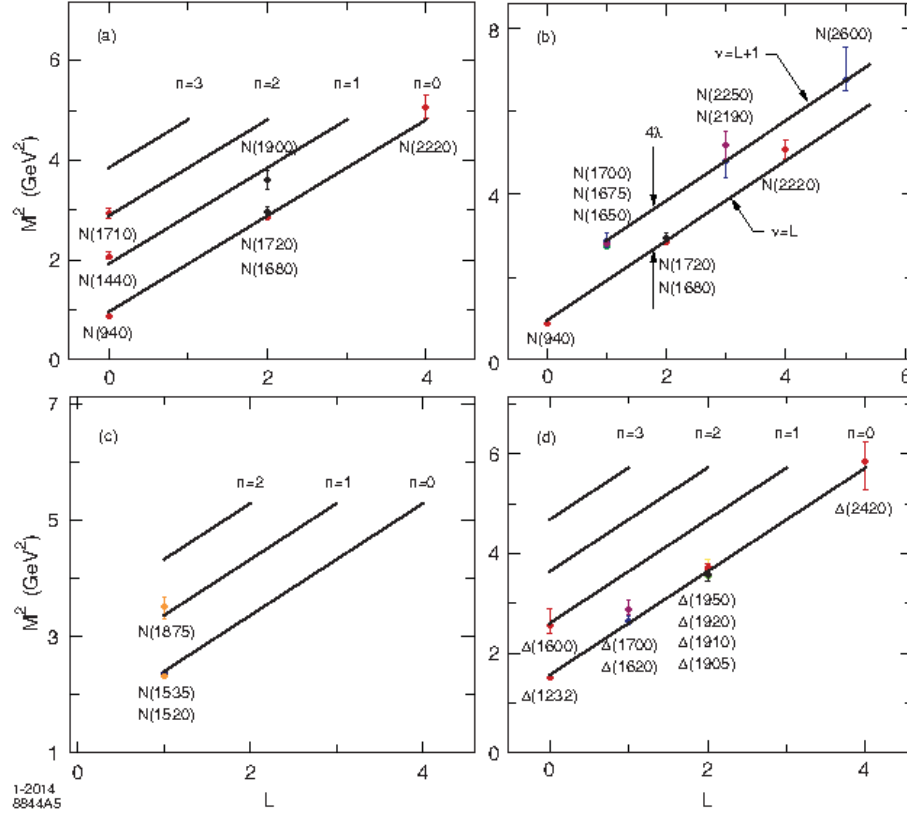 (a)
n=3 n=2 n=1 n=0
N(1900)
N(2220)
N(1710)
N(1720)
N(1680)
N(1440)
N(940)
M² (GeV²)
6
4
2
0
0 2 4
(b)
N(2600)
ν=L+1
N(2250)
N(2190)
4λ
N(1700)
N(1675)
N(1650)
N(2220)
ν=L
N(1720)
N(1680)
N(940)
8
4
0
0 2 4 6
(c)
n=2 n=1 n=0
N(1875)
N(1535)
N(1520)
M² (GeV²)
7
5
3
1
0 2 4
L
(d)
n=3 n=2 n=1 n=0
Δ(2420)
Δ(1600)
Δ(1700)
Δ(1620)
Δ(1950)
Δ(1920)
Δ(1910)
Δ(1905)
Δ(1232)
6
4
2
0
0 2 4
L
1-2014
8844A5